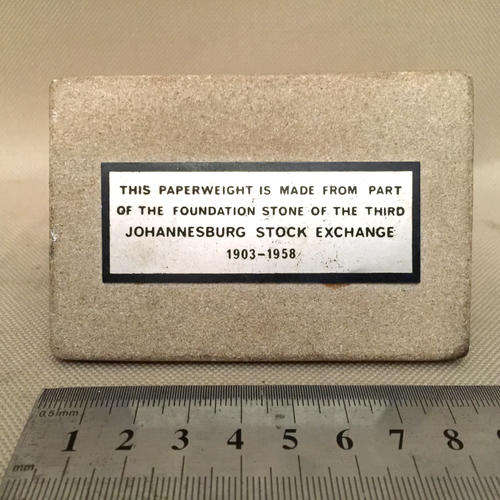 THIS PAPERWEIGHT IS MADE FROM PART
OF THE FOUNDATION STONE OF THE THIRD
JOHANNESBURG STOCK EXCHANGE
1903-1958
0.5mm
1 2 3 4 5 6 7 8 9
mm